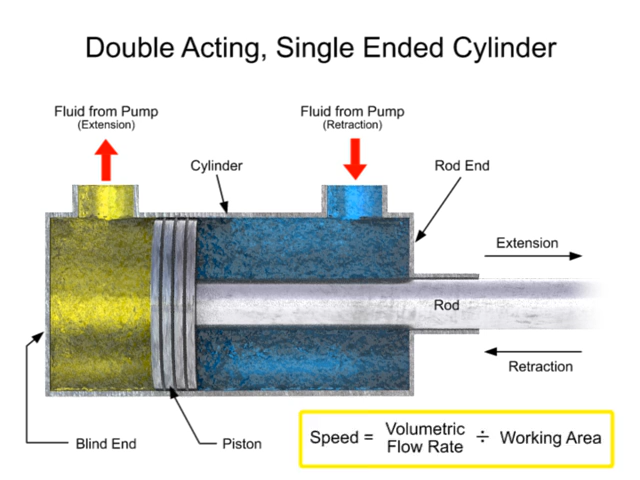 Double Acting, Single Ended Cylinder
Fluid from Pump
(Extension)
Fluid from Pump
(Retraction)
Cylinder
Rod End
Extension
Rod
Retraction
Blind End
Piston
Speed = Volumetric Flow Rate ÷ Working Area